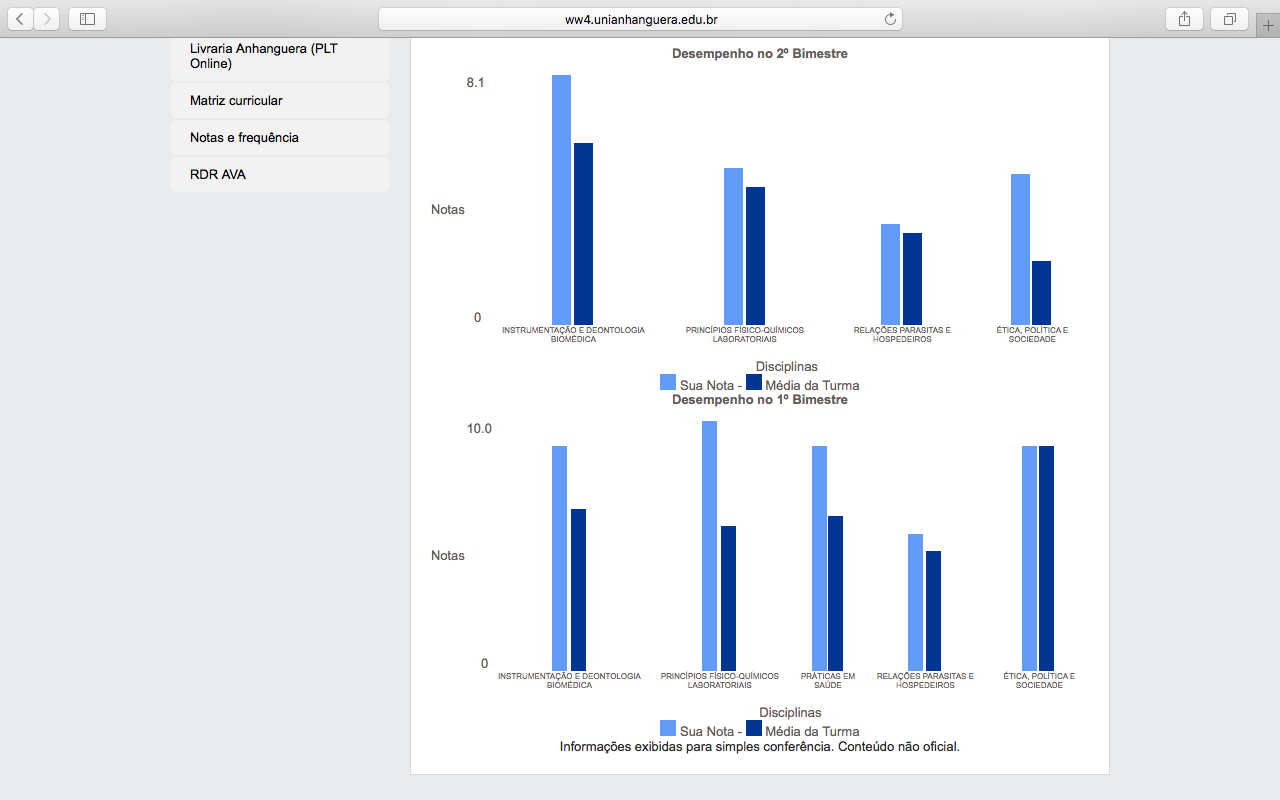 ww4.unianhanguera.edu.br
Livraria Anhanguera (PLT
Online)
Matriz curricular
Notas e frequência
RDR AVA
Desempenho no 2º Bimestre
8.1
Notas
0
INSTRUMENTAÇÃO E DEONTOLOGIA
BIOMÉDICA
PRINCÍPIOS FÍSICO-QUÍMICOS
LABORATORIAIS
RELAÇÕES PARASITAS E
HOSPEDEIROS
ÉTICA, POLÍTICA E
SOCIEDADE
Disciplinas
Sua Nota - Média da Turma
Desempenho no 1º Bimestre
10.0
Notas
0
INSTRUMENTAÇÃO E DEONTOLOGIA
BIOMÉDICA
PRINCÍPIOS FÍSICO-QUÍMICOS
LABORATORIAIS
PRÁTICAS EM
SAÚDE
RELAÇÕES PARASITAS E
HOSPEDEIROS
ÉTICA, POLÍTICA E
SOCIEDADE
Disciplinas
Sua Nota - Média da Turma
Informações exibidas para simples conferência. Conteúdo não oficial.